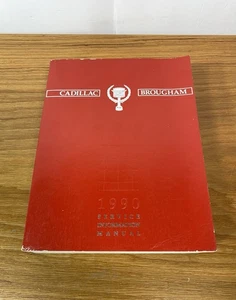 CADILLAC BROUGHAM
1990
SERVICE
INFORMATION
MANUAL